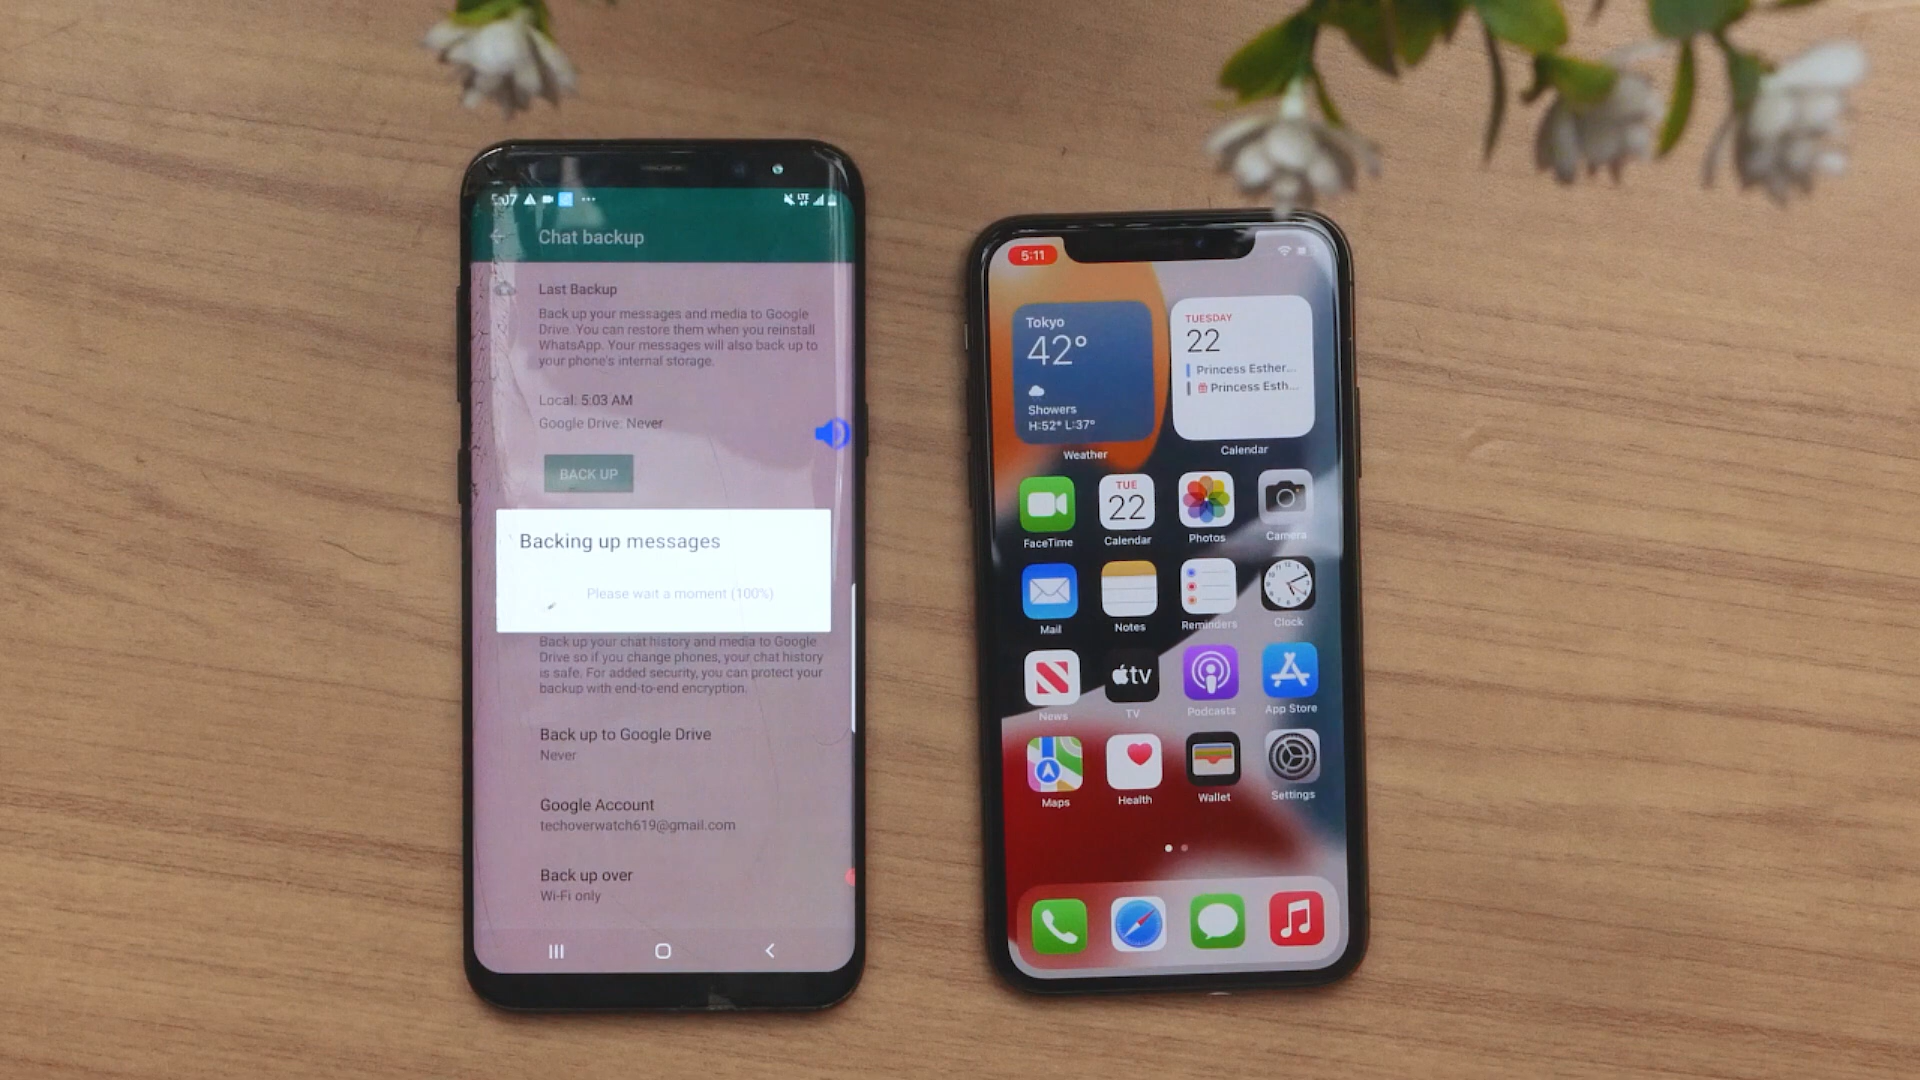 5:07
LTE
Chat backup
Last Backup
Back up your messages and media to Google
Drive. You can restore them when you reinstall
WhatsApp. Your messages will also back up to
your phone's internal storage.
Local: 5:03 AM
Google Drive: Never
BACK UP
Backing up messages
Please wait a moment (100%)
Back up your chat history and media to Google
Drive so if you change phones, your chat history
is safe. For added security, you can protect your
backup with end-to-end encryption.
Back up to Google Drive
Never
Google Account
techoverwatch619@gmail.com
Back up over
Wi-Fi only
5:11
Tokyo
42°
Showers
H:52° L:37°
Weather
TUESDAY
22
Princess Esther...
Princess Esth...
Calendar
FaceTime
TUE
22
Calendar
Photos
Camera
Mail
Notes
Reminders
Clock
News
tv
TV
Podcasts
App Store
Maps
Health
Wallet
Settings